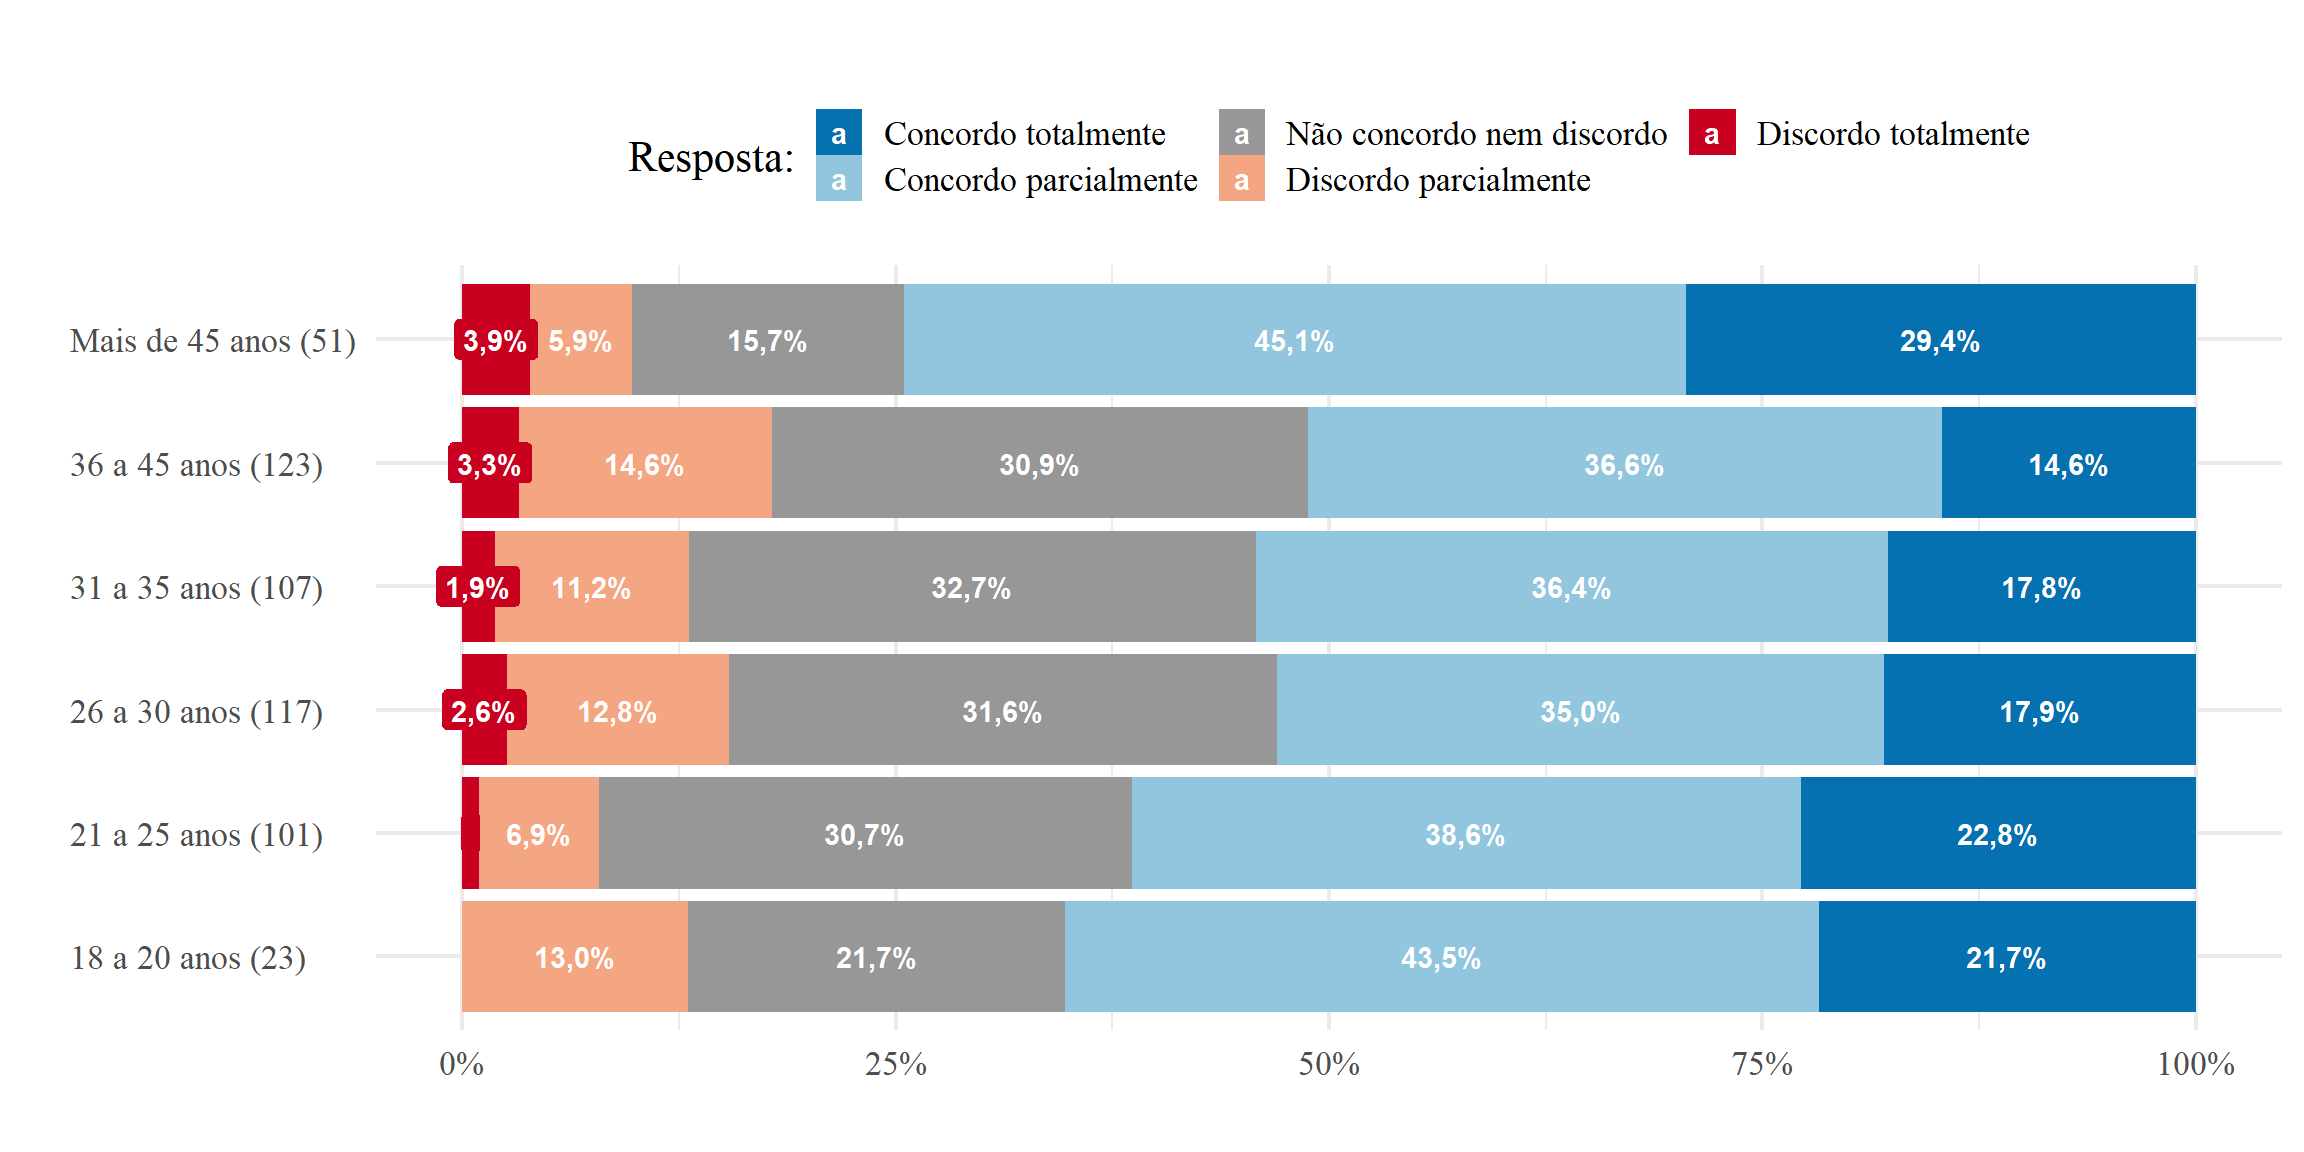 Resposta:
a Concordo totalmente
a Concordo parcialmente
a Não concordo nem discordo
a Discordo parcialmente
a Discordo totalmente
Mais de 45 anos (51) 3,9% 5,9% 15,7% 45,1% 29,4%
36 a 45 anos (123) 3,3% 14,6% 30,9% 36,6% 14,6%
31 a 35 anos (107) 1,9% 11,2% 32,7% 36,4% 17,8%
26 a 30 anos (117) 2,6% 12,8% 31,6% 35,0% 17,9%
21 a 25 anos (101) 6,9% 30,7% 38,6% 22,8%
18 a 20 anos (23) 13,0% 21,7% 43,5% 21,7%
0% 25% 50% 75% 100%